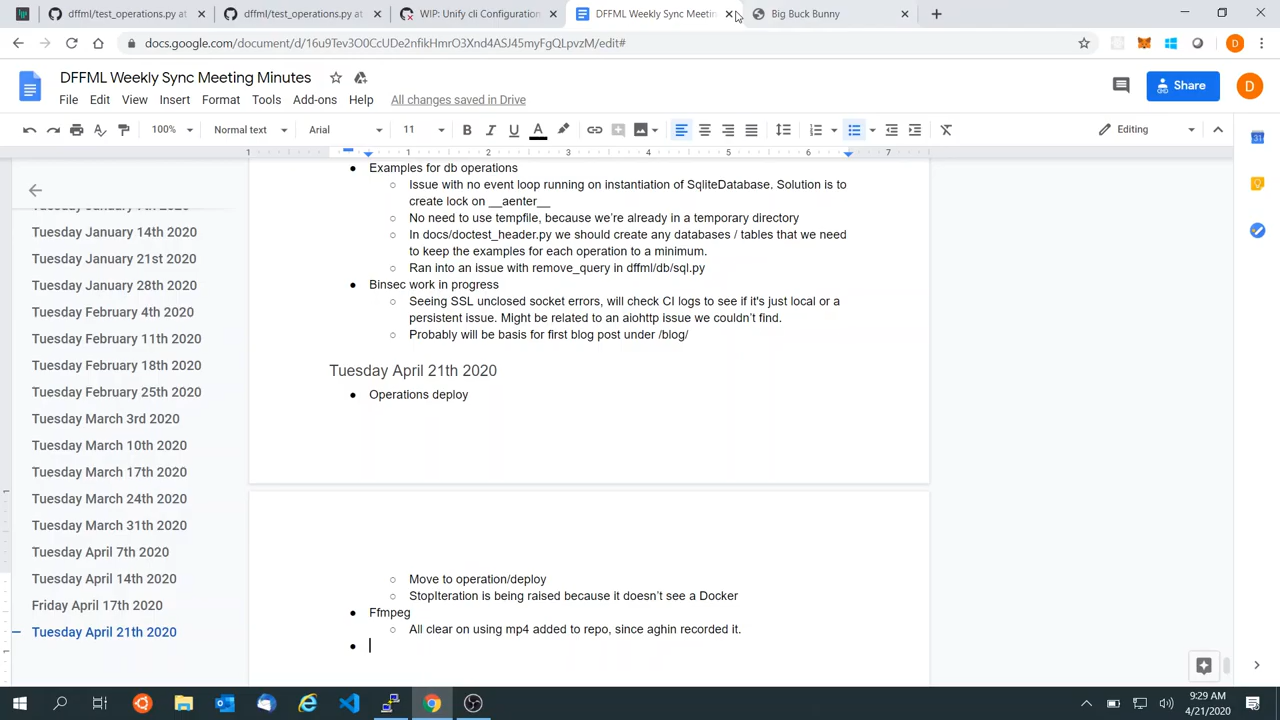 dffml/test_operations.py at
dffml/test_operations.py at
WIP: Unify cli Configuration
DFFML Weekly Sync Meetin
Big Buck Bunny
docs.google.com/document/d/16u9Tev3O0CcUDe2nfikHmrO3Xnd4ASJ45myFgQLpvzM/edit#
D
DFFML Weekly Sync Meeting Minutes
File Edit View Insert Format Tools Add-ons Help All changes saved in Drive
Share
D
100% Normal text Arial 11 B I U A Editing
1 1 2 3 4 5 6 7
Tuesday January 14th 2020
Tuesday January 21st 2020
Tuesday January 28th 2020
Tuesday February 4th 2020
Tuesday February 11th 2020
Tuesday February 18th 2020
Tuesday February 25th 2020
Tuesday March 3rd 2020
Tuesday March 10th 2020
Tuesday March 17th 2020
Tuesday March 24th 2020
Tuesday March 31th 2020
Tuesday April 7th 2020
Tuesday April 14th 2020
Friday April 17th 2020
Tuesday April 21th 2020
● Examples for db operations
○ Issue with no event loop running on instantiation of SqliteDatabase. Solution is to
create lock on __aenter__
○ No need to use tempfile, because we're already in a temporary directory
○ In docs/doctest_header.py we should create any databases / tables that we need
to keep the examples for each operation to a minimum.
○ Ran into an issue with remove_query in dffml/db/sql.py
● Binsec work in progress
○ Seeing SSL unclosed socket errors, will check CI logs to see if it's just local or a
persistent issue. Might be related to an aiohttp issue we couldn't find.
○ Probably will be basis for first blog post under /blog/
Tuesday April 21th 2020
● Operations deploy
○ Move to operation/deploy
○ StopIteration is being raised because it doesn't see a Docker
● Ffmpeg
○ All clear on using mp4 added to repo, since aghin recorded it.
●
31
9:29 AM
4/21/2020